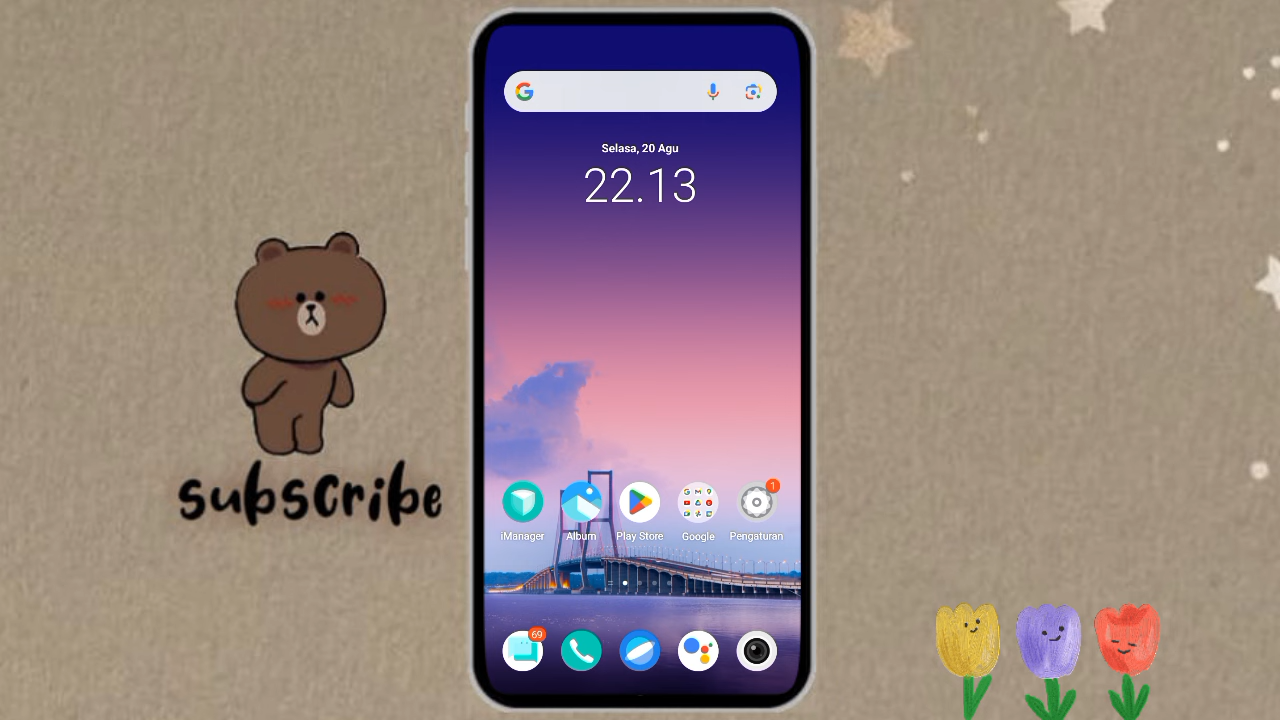 Selasa, 20 Agu
22.13
iManager
Album
Play Store
Google
Pengaturan
1
69
subscribe